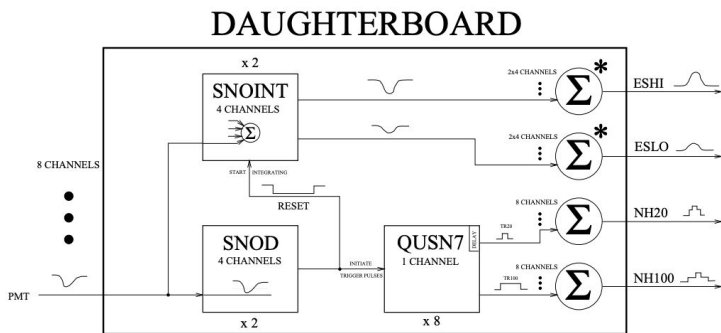 DAUGHTERBOARD
x 2
SNOINT
4 CHANNELS
Σ
2x4 CHANNELS
Σ
*
ESHI
2x4 CHANNELS
Σ
*
ESLO
8 CHANNELS
START INTEGRATING
RESET
SNOD
4 CHANNELS
x 2
INITIATE
TRIGGER PULSES
QUSN7
1 CHANNEL
DELAY
x 8
TR20
8 CHANNELS
Σ
NH20
TR100
8 CHANNELS
Σ
NH100
PMT